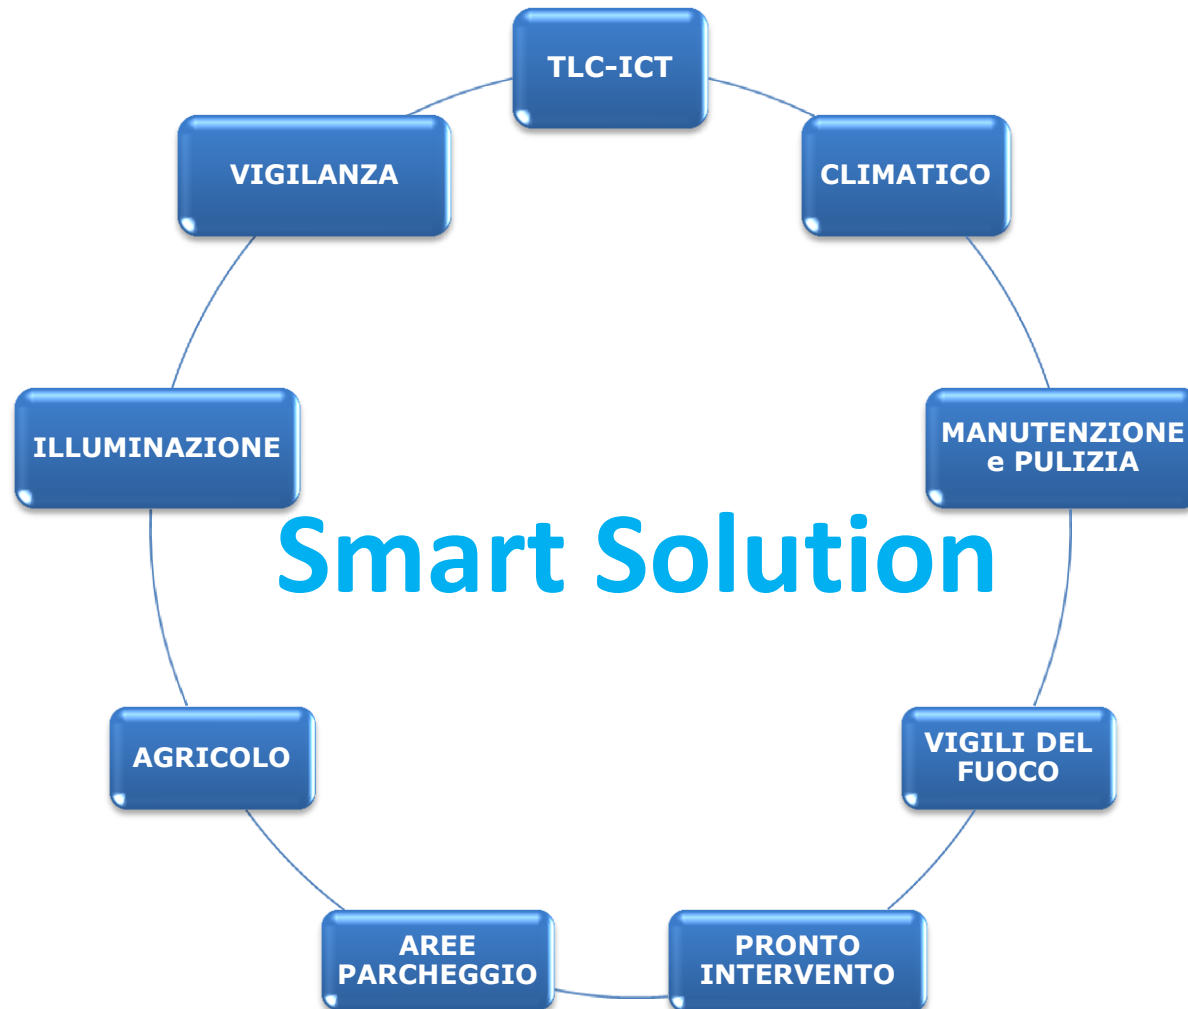 TLC-ICT
VIGILANZA
CLIMATICO
ILLUMINAZIONE
MANUTENZIONE
e PULIZIA
Smart Solution
AGRICOLO
VIGILI DEL
FUOCO
AREE
PARCHEGGIO
PRONTO
INTERVENTO